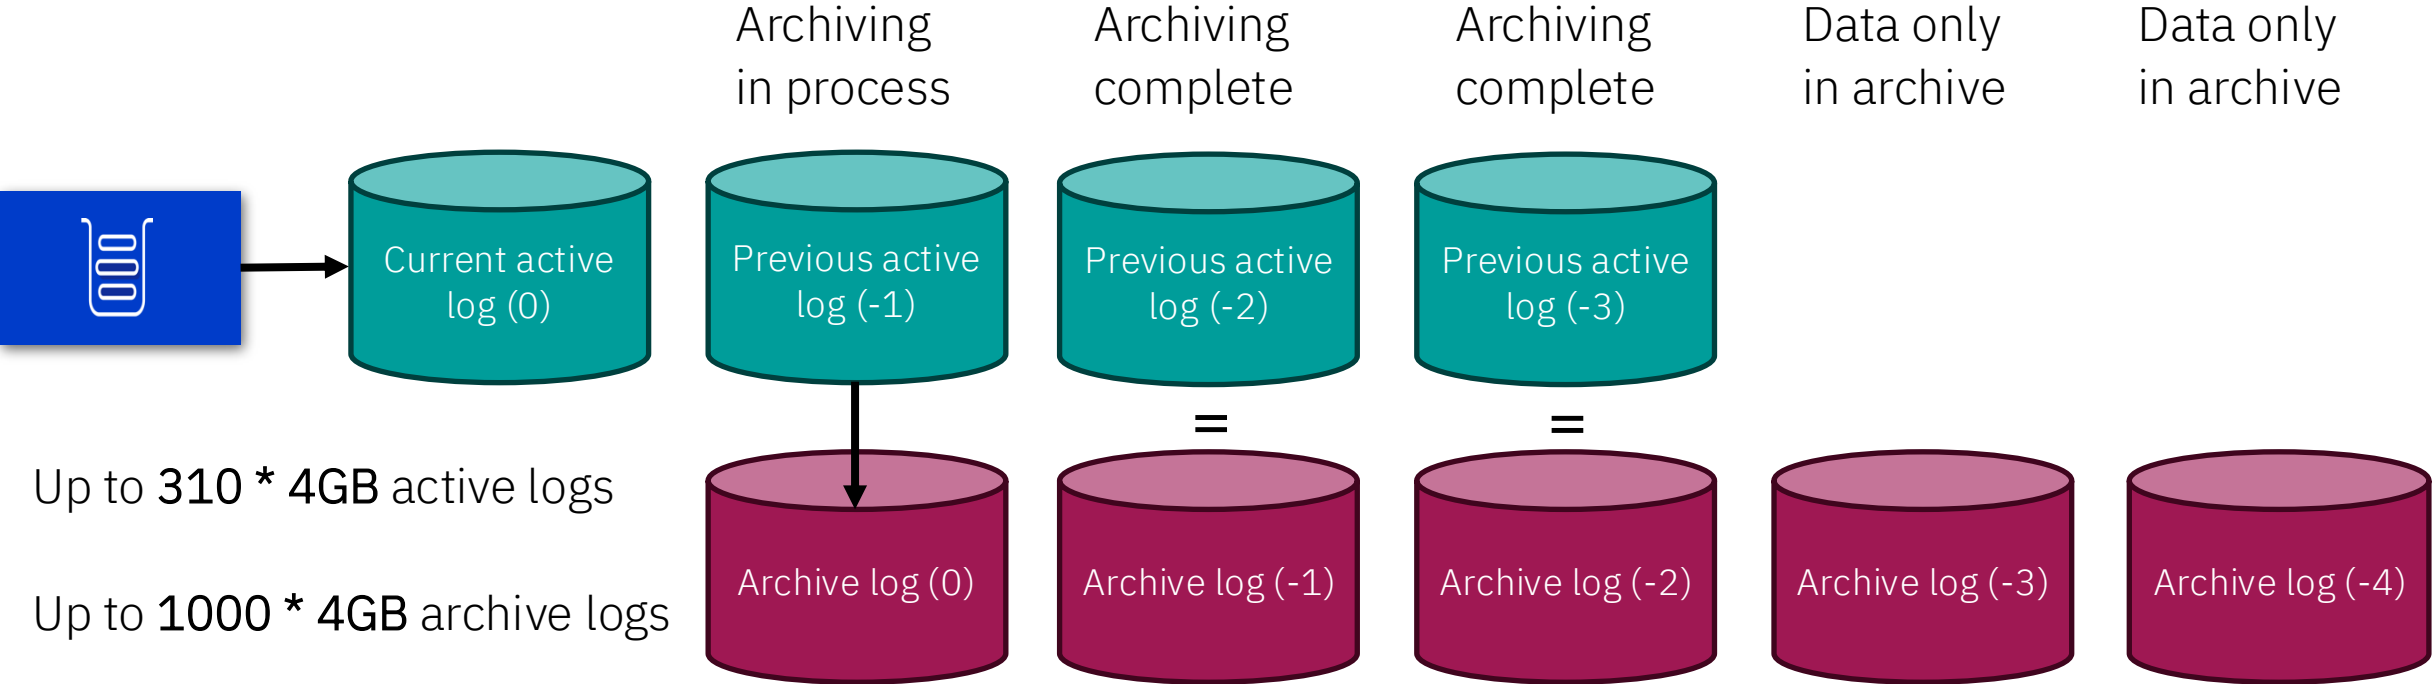 Archiving
in process
Archiving
complete
Archiving
complete
Data only
in archive
Data only
in archive
Current active
log (0)
Previous active
log (-1)
Previous active
log (-2)
Previous active
log (-3)
=
=
Up to 310 * 4GB active logs
Up to 1000 * 4GB archive logs
Archive log (0)
Archive log (-1)
Archive log (-2)
Archive log (-3)
Archive log (-4)